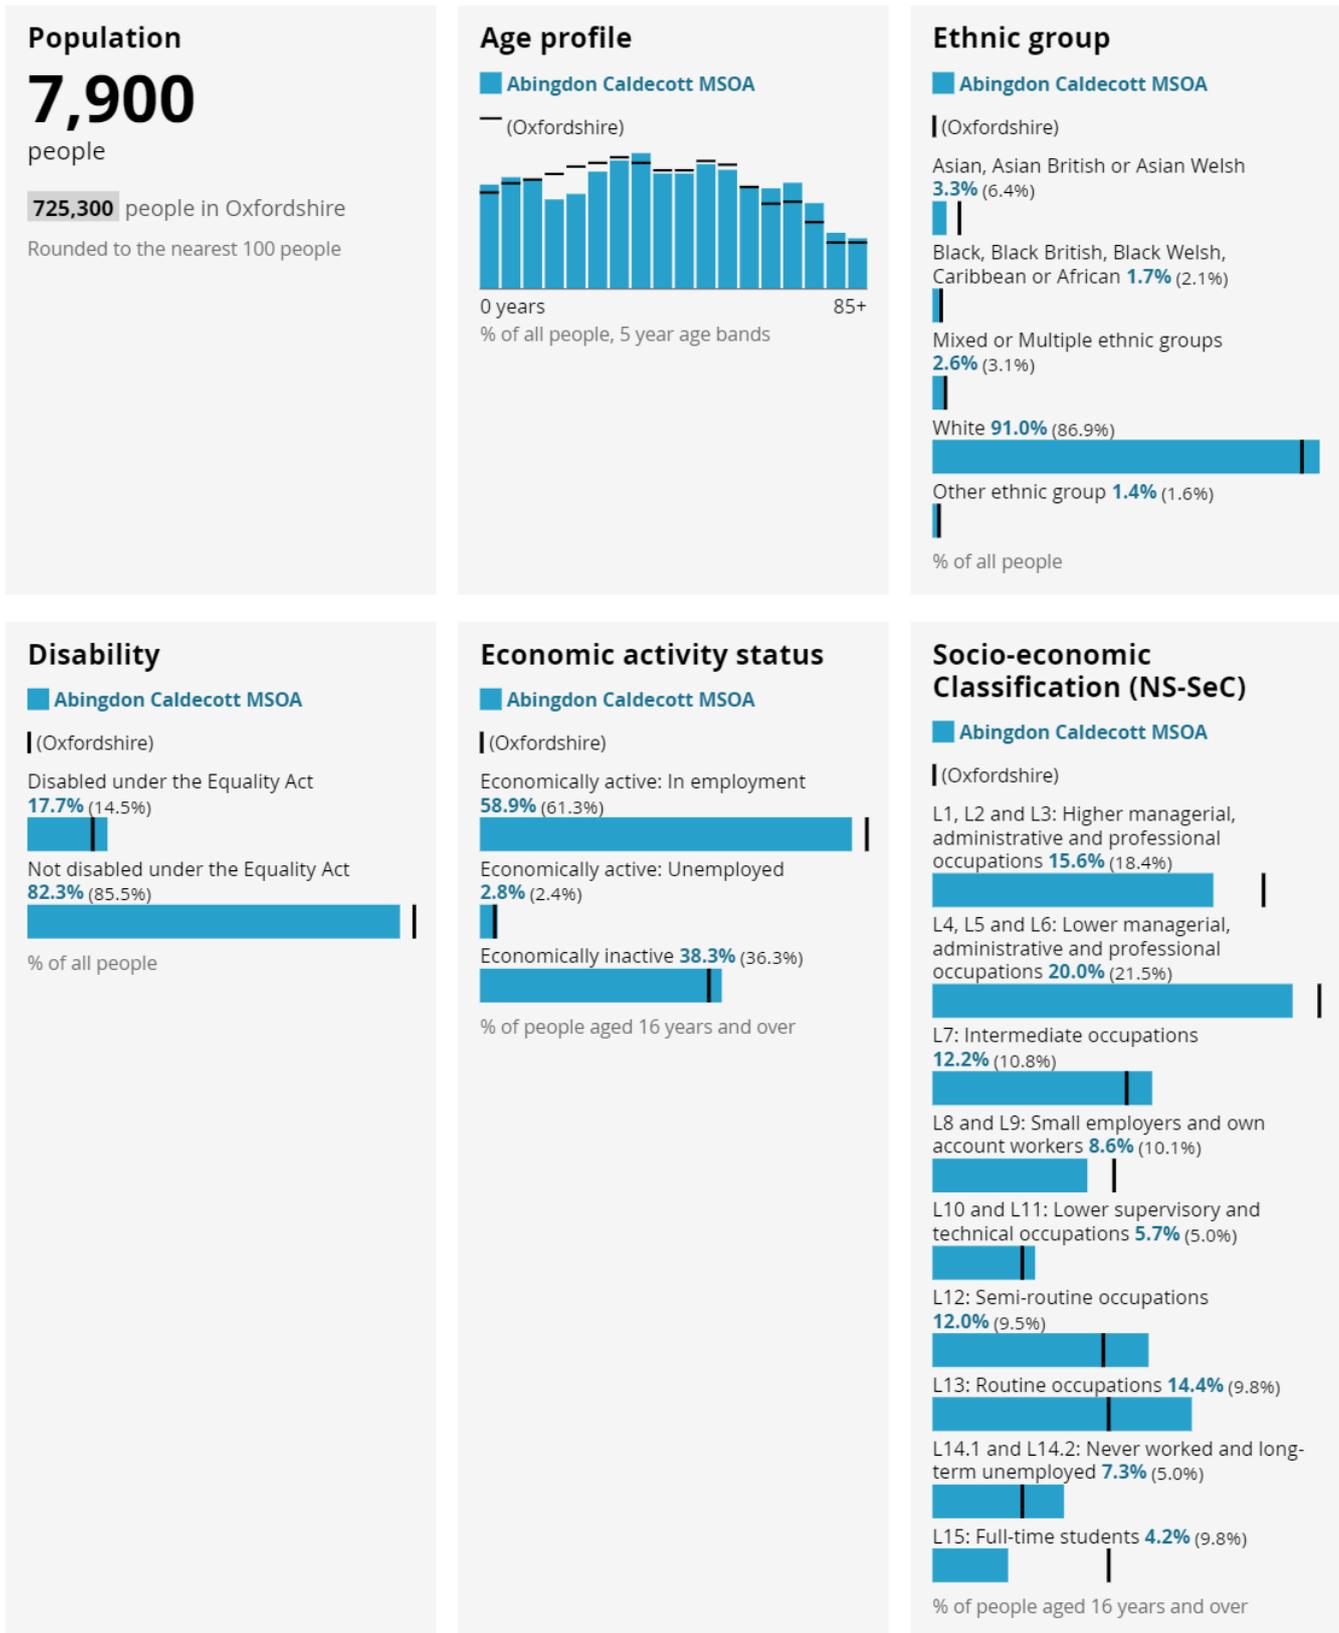 Population
7,900
people
725,300 people in Oxfordshire
Rounded to the nearest 100 people
Age profile
Abingdon Caldecott MSOA
(Oxfordshire)
0 years 85+
% of all people, 5 year age bands
Ethnic group
Abingdon Caldecott MSOA
(Oxfordshire)
Asian, Asian British or Asian Welsh
3.3% (6.4%)
Black, Black British, Black Welsh,
Caribbean or African 1.7% (2.1%)
Mixed or Multiple ethnic groups
2.6% (3.1%)
White 91.0% (86.9%)
Other ethnic group 1.4% (1.6%)
% of all people
Disability
Abingdon Caldecott MSOA
(Oxfordshire)
Disabled under the Equality Act
17.7% (14.5%)
Not disabled under the Equality Act
82.3% (85.5%)
% of all people
Economic activity status
Abingdon Caldecott MSOA
(Oxfordshire)
Economically active: In employment
58.9% (61.3%)
Economically active: Unemployed
2.8% (2.4%)
Economically inactive 38.3% (36.3%)
% of people aged 16 years and over
Socio-economic
Classification (NS-SeC)
Abingdon Caldecott MSOA
(Oxfordshire)
L1, L2 and L3: Higher managerial,
administrative and professional
occupations 15.6% (18.4%)
L4, L5 and L6: Lower managerial,
administrative and professional
occupations 20.0% (21.5%)
L7: Intermediate occupations
12.2% (10.8%)
L8 and L9: Small employers and own
account workers 8.6% (10.1%)
L10 and L11: Lower supervisory and
technical occupations 5.7% (5.0%)
L12: Semi-routine occupations
12.0% (9.5%)
L13: Routine occupations 14.4% (9.8%)
L14.1 and L14.2: Never worked and long-
term unemployed 7.3% (5.0%)
L15: Full-time students 4.2% (9.8%)
% of people aged 16 years and over